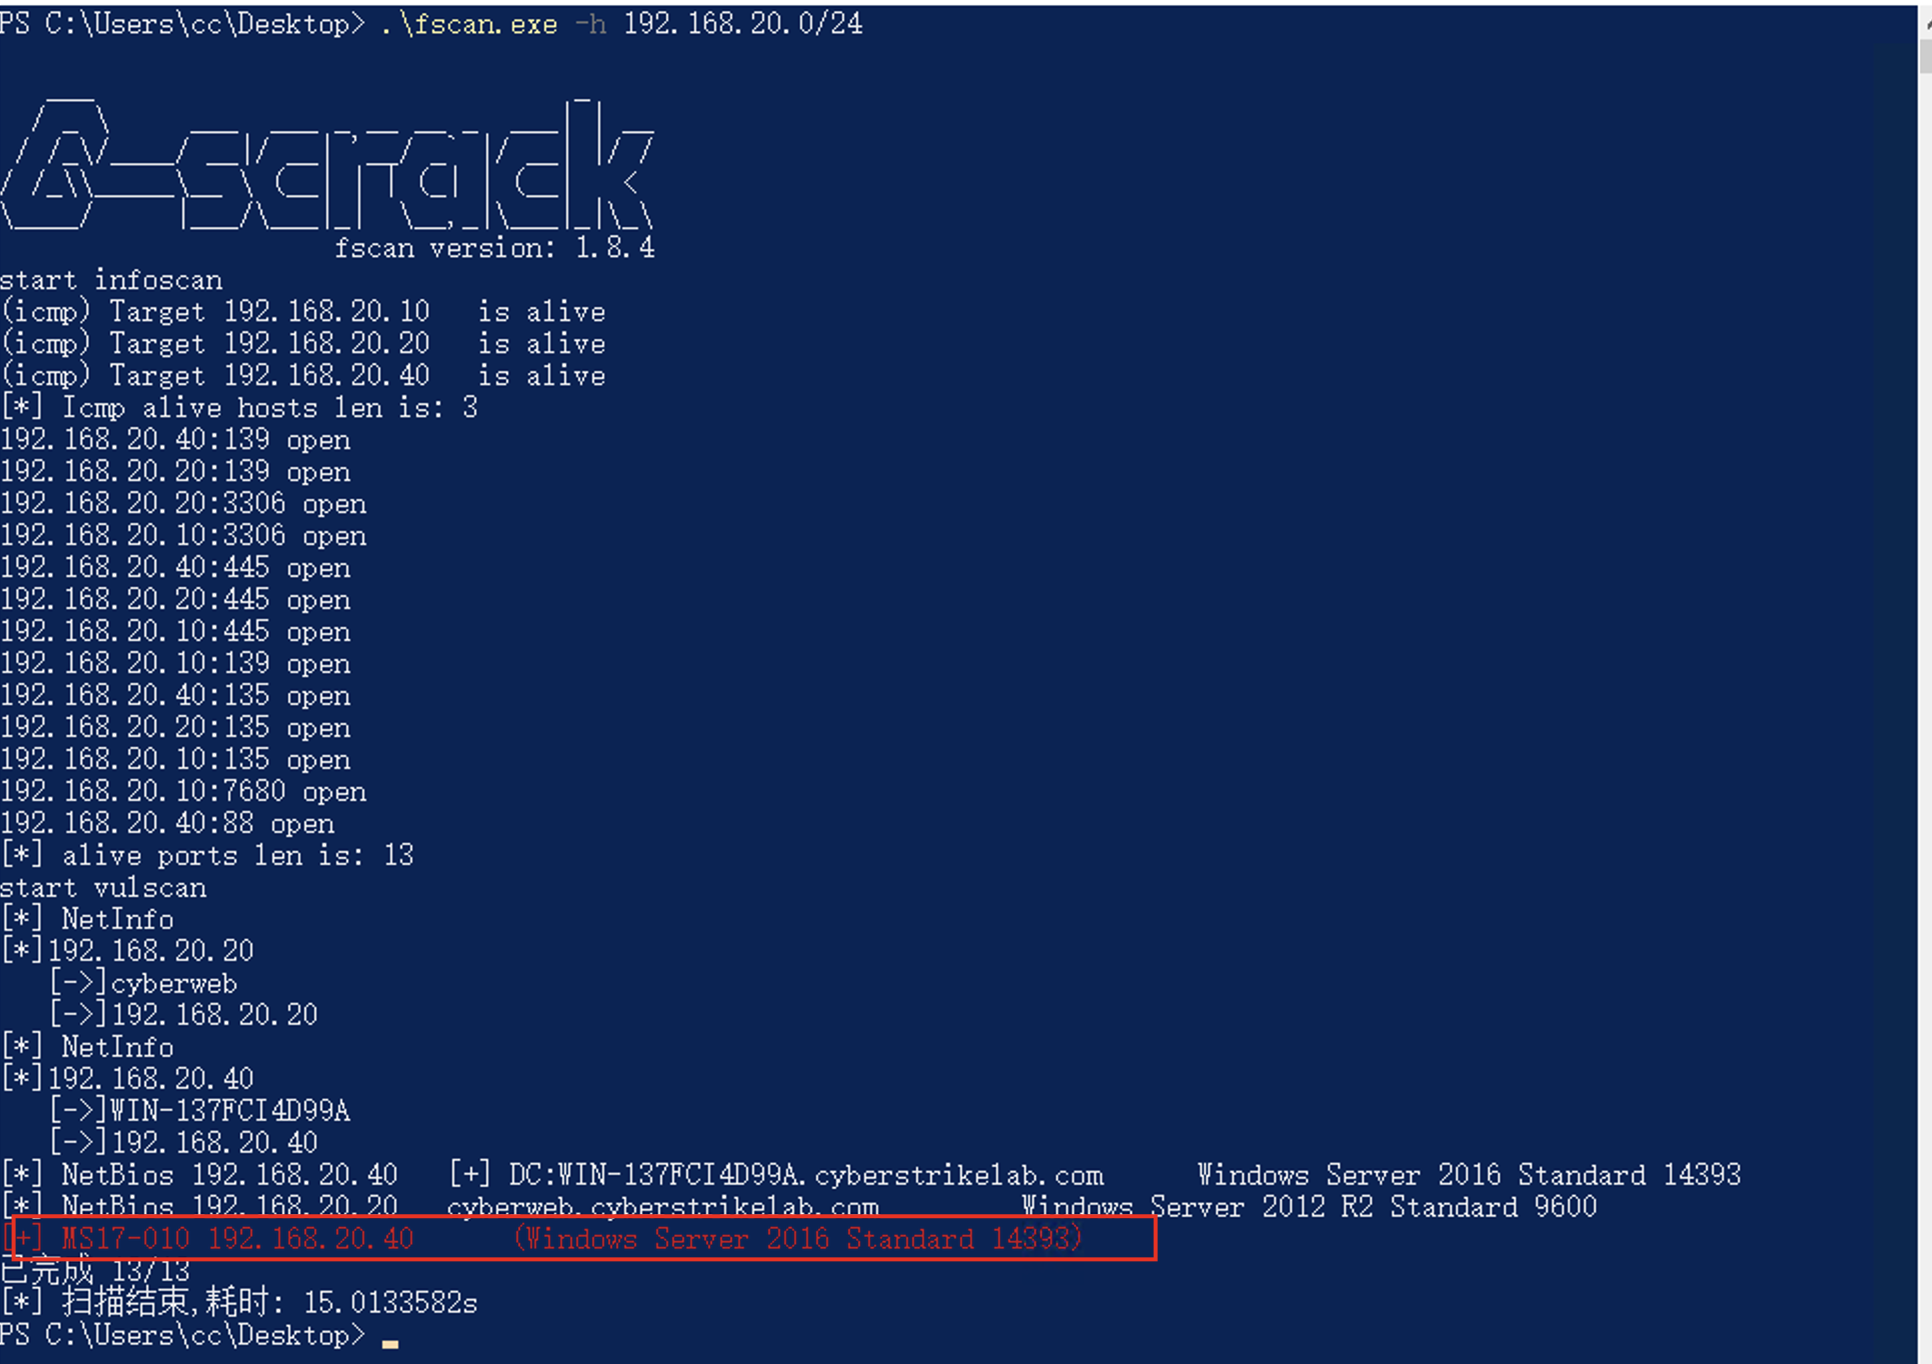 PS C:\Users\cc\Desktop> .\fscan.exe -h 192.168.20.0/24
fscan version: 1.8.4
start infoscan
(icmp) Target 192.168.20.10   is alive
(icmp) Target 192.168.20.20   is alive
(icmp) Target 192.168.20.40   is alive
[*] Icmp alive hosts len is: 3
192.168.20.40:139 open
192.168.20.20:139 open
192.168.20.20:3306 open
192.168.20.10:3306 open
192.168.20.40:445 open
192.168.20.20:445 open
192.168.20.10:445 open
192.168.20.10:139 open
192.168.20.40:135 open
192.168.20.20:135 open
192.168.20.10:135 open
192.168.20.10:7680 open
192.168.20.40:88 open
[*] alive ports len is: 13
start vulscan
[*] NetInfo
[*]192.168.20.20
   [->]cyberweb
   [->]192.168.20.20
[*] NetInfo
[*]192.168.20.40
   [->]WIN-137FCI4D99A
   [->]192.168.20.40
[*] NetBios 192.168.20.40   [+] DC:WIN-137FCI4D99A.cyberstrikelab.com      Windows Server 2016 Standard 14393
[*] NetBios 192.168.20.20   cyberweb.cyberstrikelab.com         Windows Server 2012 R2 Standard 9600
[+] MS17-010 192.168.20.40      (Windows Server 2016 Standard 14393)
已完成 13/13
[*] 扫描结束,耗时: 15.0133582s
PS C:\Users\cc\Desktop>